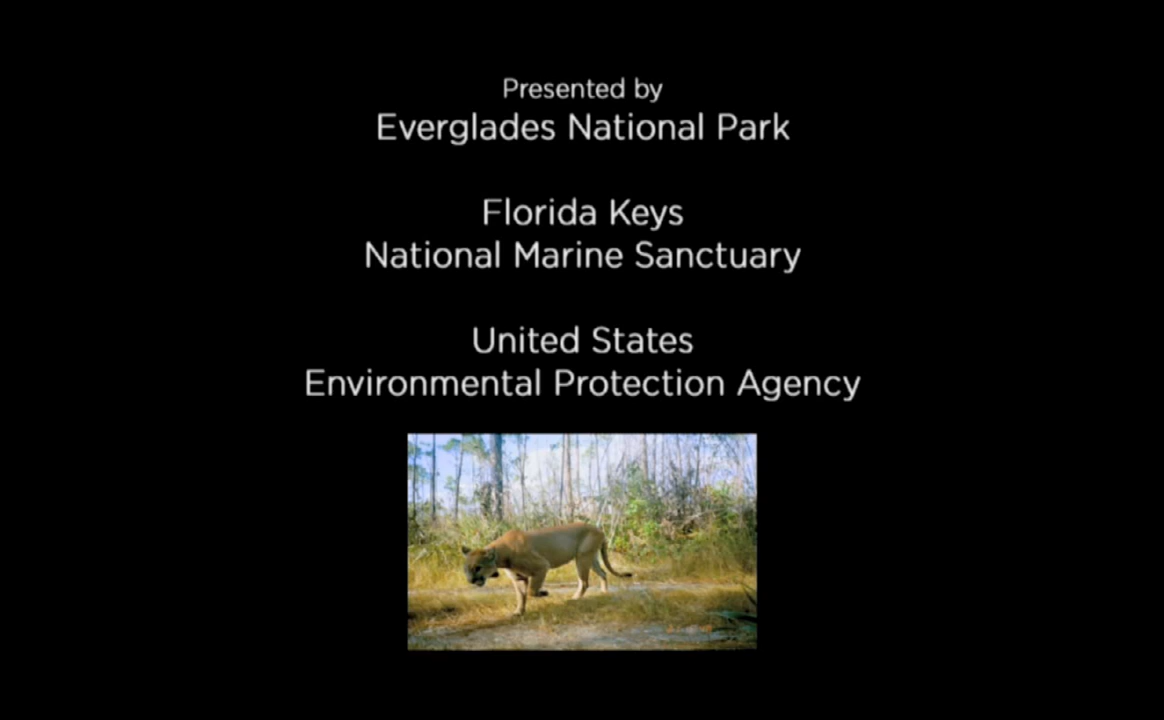 Presented by
Everglades National Park
Florida Keys
National Marine Sanctuary
United States
Environmental Protection Agency